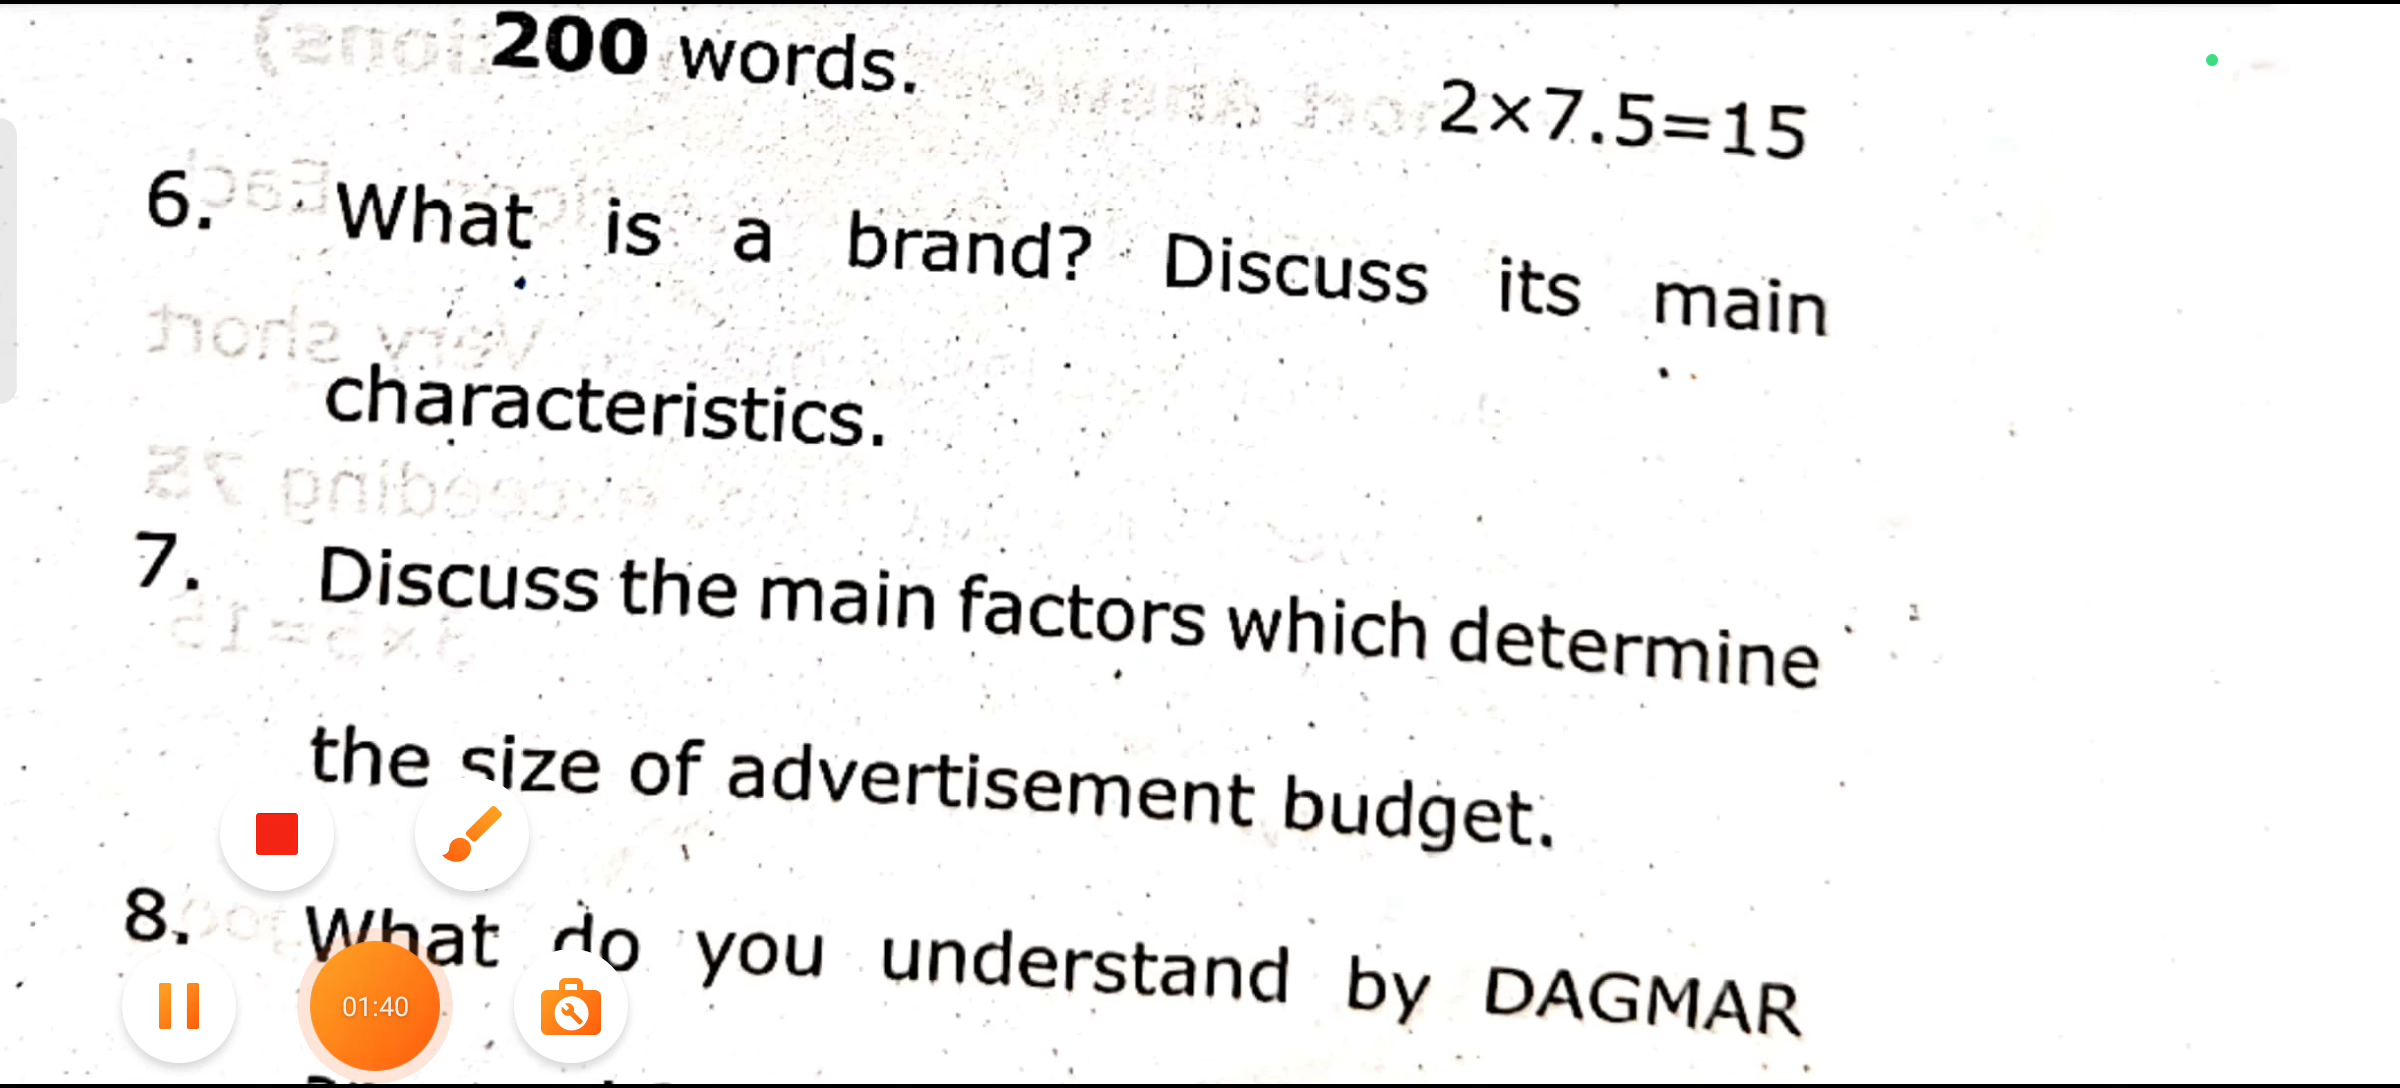 200 words.
2×7.5=15
6. What is a brand? Discuss its main
characteristics.
7. Discuss the main factors which determine
the size of advertisement budget.
8. What do you understand by DAGMAR
01:40